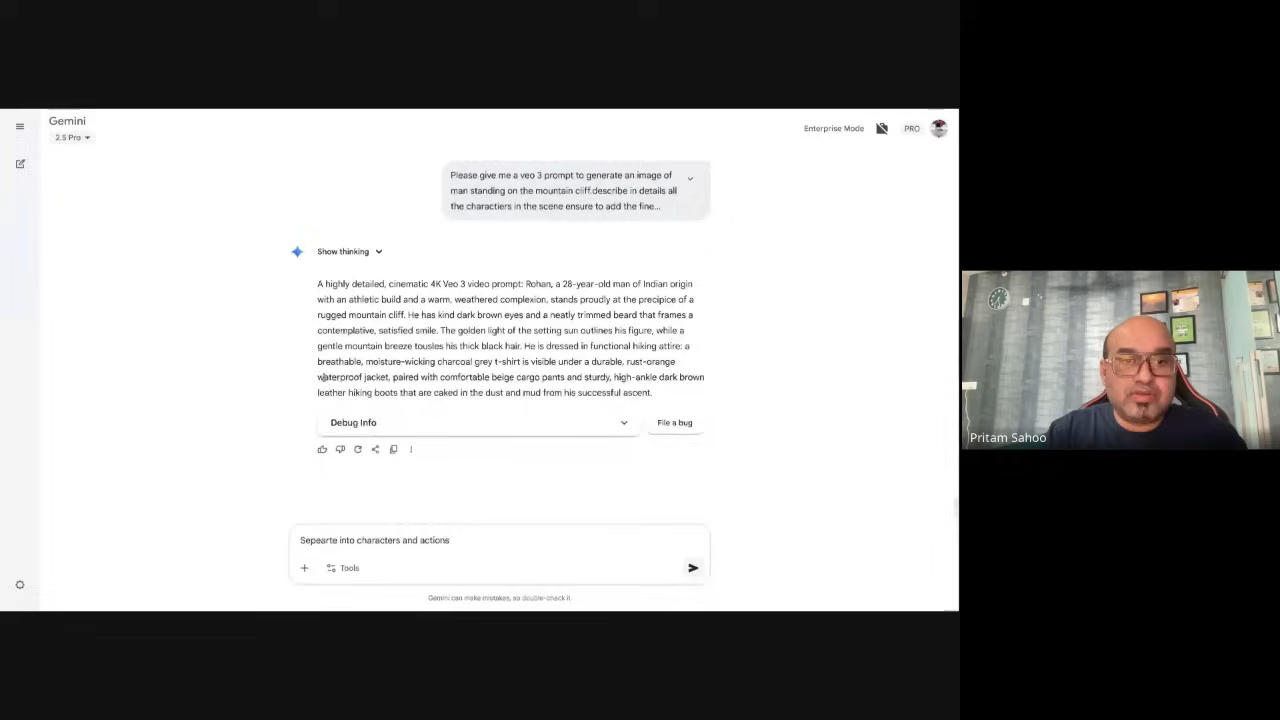 Gemini
2.5 Pro
Enterprise Mode
PRO
Please give me a veo 3 prompt to generate an image of
man standing on the mountain cliff.describe in details all
the charactiers in the scene ensure to add the fine...
Show thinking
A highly detailed, cinematic 4K Veo 3 video prompt: Rohan, a 28-year-old man of Indian origin
with an athletic build and a warm, weathered complexion, stands proudly at the precipice of a
rugged mountain cliff. He has kind dark brown eyes and a neatly trimmed beard that frames a
contemplative, satisfied smile. The golden light of the setting sun outlines his figure, while a
gentle mountain breeze tousles his thick black hair. He is dressed in functional hiking attire: a
breathable, moisture-wicking charcoal grey t-shirt is visible under a durable, rust-orange
waterproof jacket, paired with comfortable beige cargo pants and sturdy, high-ankle dark brown
leather hiking boots that are caked in the dust and mud from his successful ascent.
Debug Info
File a bug
Sepearte into characters and actions
Tools
Gemini can make mistakes, so double-check it
Pritam Sahoo